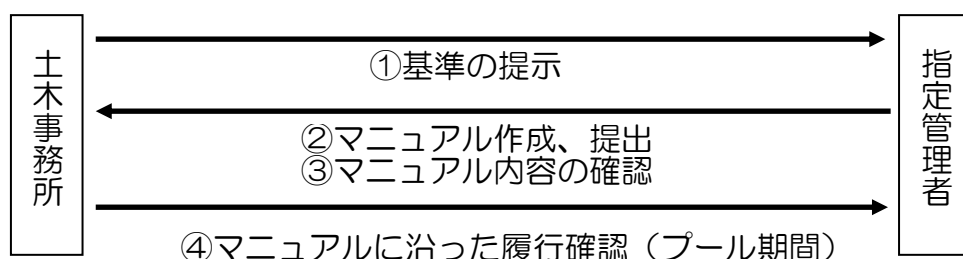 土木事務所
①基準の提示
②マニュアル作成、提出
③マニュアル内容の確認
④マニュアルに沿った履行確認（プール期間）
指定管理者